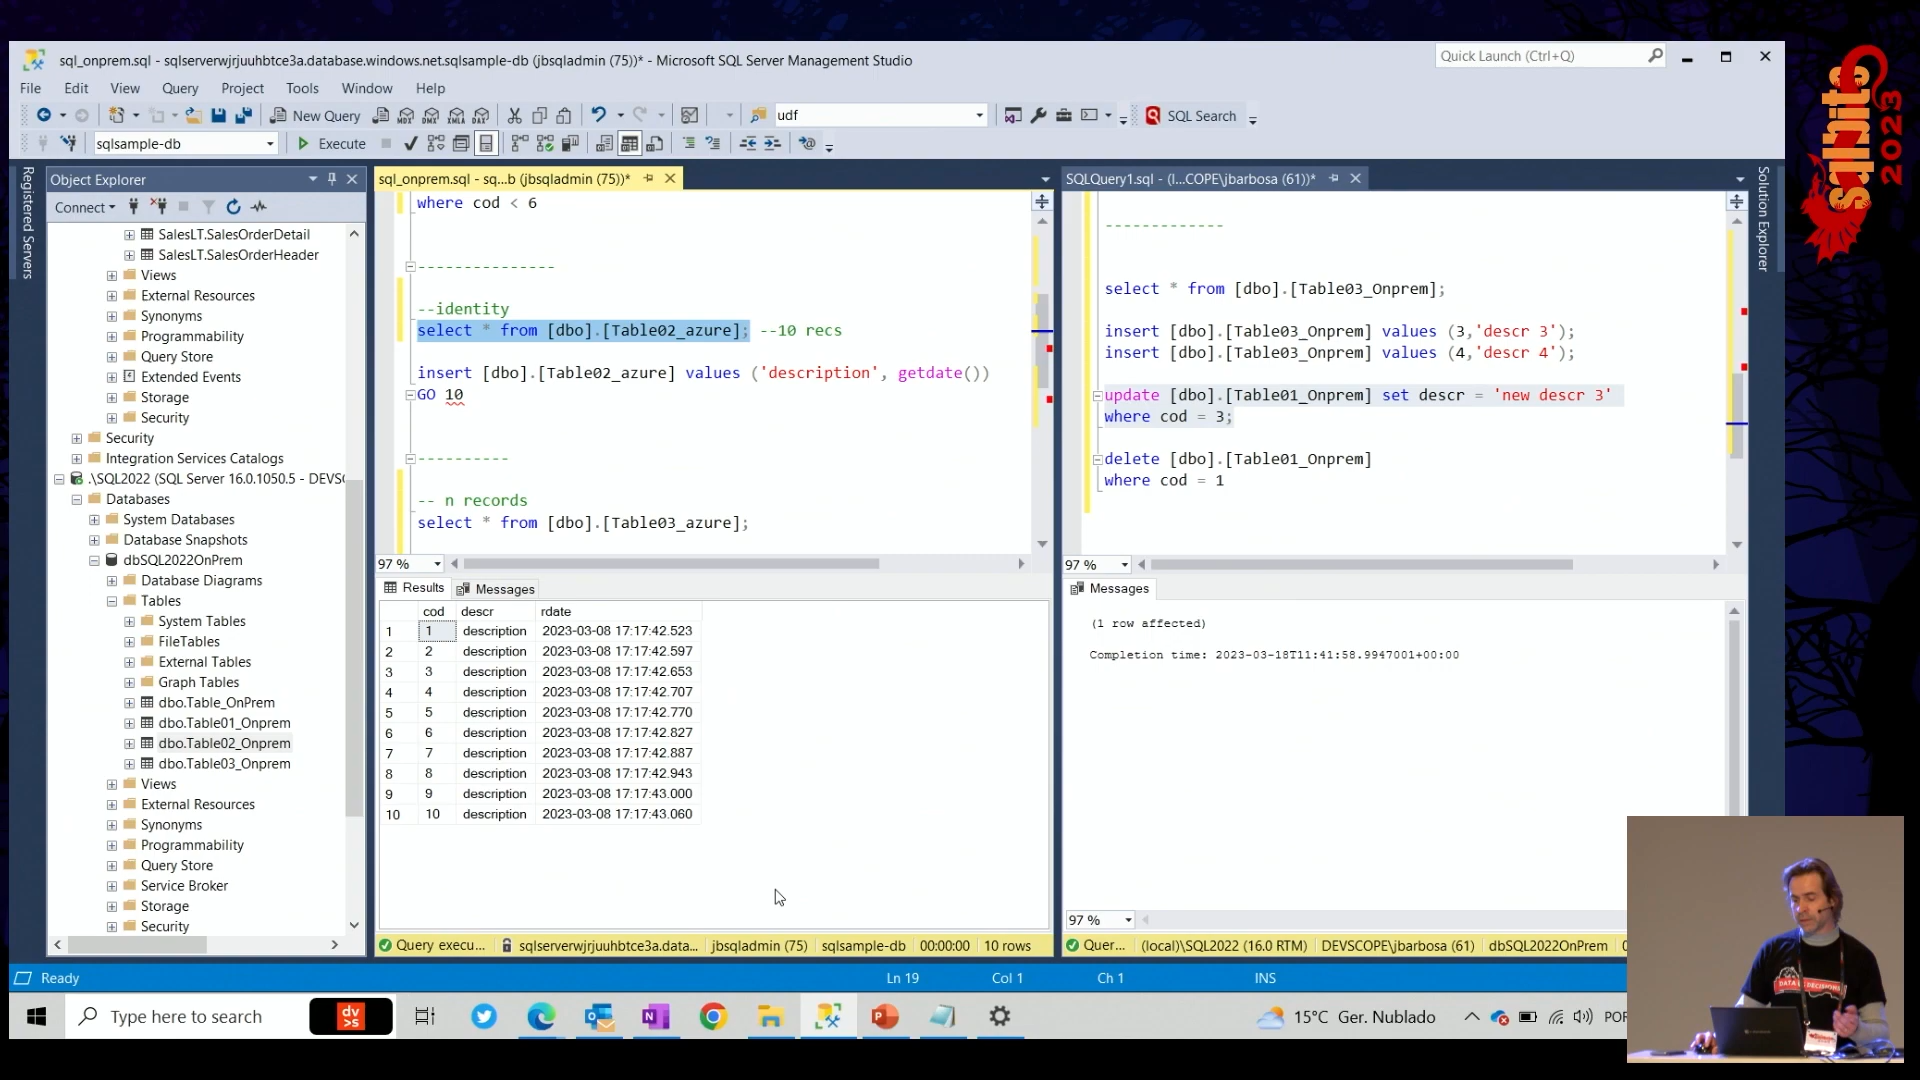 sql_onprem.sql - sqlserverwjrjuuhbtce3a.database.windows.net.sqlsample-db (jbsqladmin (75))* - Microsoft SQL Server Management Studio
Quick Launch (Ctrl+Q)
File Edit View Query Project Tools Window Help
New Query
MDX DMX XMLA DAX
udf
SQL Search
sqlsample-db
Execute
Registered Servers
Object Explorer
Connect
SalesLT.SalesOrderDetail
SalesLT.SalesOrderHeader
Views
External Resources
Synonyms
Programmability
Query Store
Extended Events
Storage
Security
Security
Integration Services Catalogs
.\SQL2022 (SQL Server 16.0.1050.5 - DEVSC
Databases
System Databases
Database Snapshots
dbSQL2022OnPrem
Database Diagrams
Tables
System Tables
FileTables
External Tables
Graph Tables
dbo.Table_OnPrem
dbo.Table01_Onprem
dbo.Table02_Onprem
dbo.Table03_Onprem
Views
External Resources
Synonyms
Programmability
Query Store
Service Broker
Storage
Security
sql_onprem.sql - sq...b (jbsqladmin (75))*
where cod < 6
---------------
--identity
select * from [dbo].[Table02_azure]; --10 recs
insert [dbo].[Table02_azure] values ('description', getdate())
GO 10
----------
-- n records
select * from [dbo].[Table03_azure];
97 %
Results Messages
cod descr rdate
1 1 description 2023-03-08 17:17:42.523
2 2 description 2023-03-08 17:17:42.597
3 3 description 2023-03-08 17:17:42.653
4 4 description 2023-03-08 17:17:42.707
5 5 description 2023-03-08 17:17:42.770
6 6 description 2023-03-08 17:17:42.827
7 7 description 2023-03-08 17:17:42.887
8 8 description 2023-03-08 17:17:42.943
9 9 description 2023-03-08 17:17:43.000
10 10 description 2023-03-08 17:17:43.060
Query execu... sqlserverwjrjuuhbtce3a.data... jbsqladmin (75) sqlsample-db 00:00:00 10 rows
SQLQuery1.sql - (l...COPE\jbarbosa (61))*
-------------
select * from [dbo].[Table03_Onprem];
insert [dbo].[Table03_Onprem] values (3,'descr 3');
insert [dbo].[Table03_Onprem] values (4,'descr 4');
update [dbo].[Table01_Onprem] set descr = 'new descr 3'
where cod = 3;
delete [dbo].[Table01_Onprem]
where cod = 1
97 %
Messages
(1 row affected)
Completion time: 2023-03-18T11:41:58.9947001+00:00
97 %
Quer... (local)\SQL2022 (16.0 RTM) DEVSCOPE\jbarbosa (61) dbSQL2022OnPrem 0
Solution Explorer
Ready Ln 19 Col 1 Ch 1 INS
Type here to search
dv
>s
15°C Ger. Nublado
POR
sqlbits
2023
DATA DECISIONS